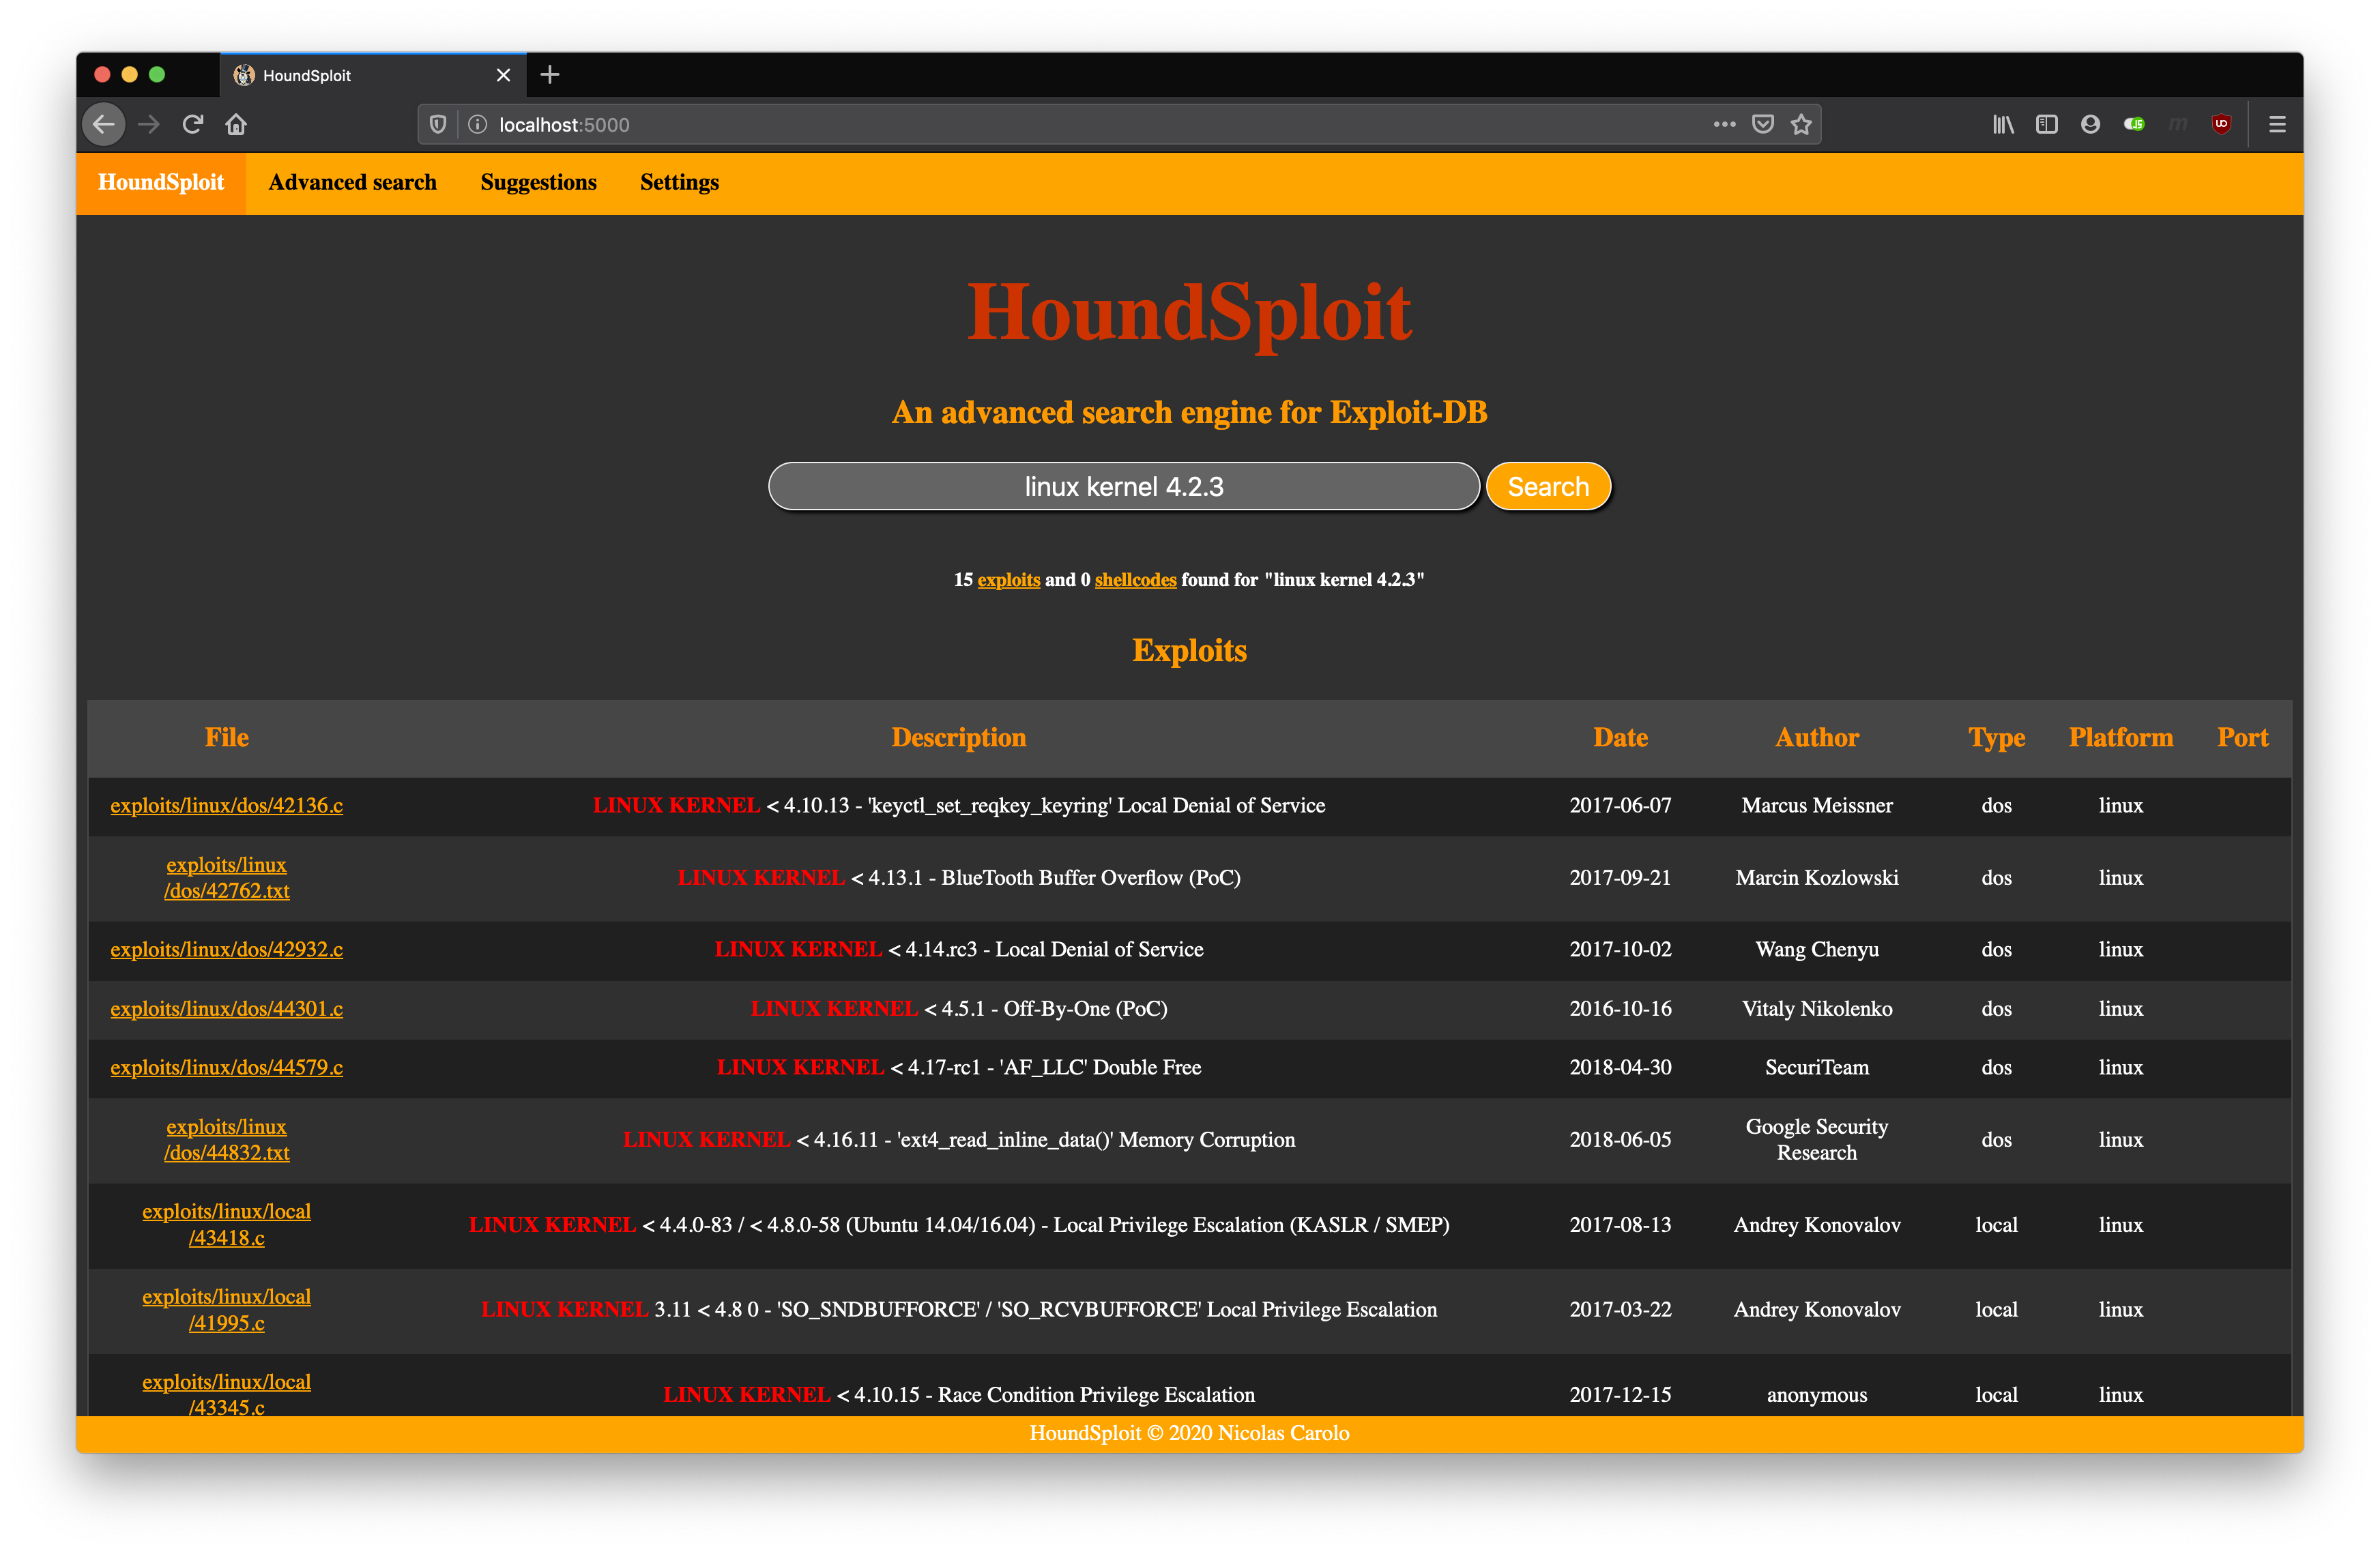 HoundSploit
localhost:5000
HoundSploit Advanced search Suggestions Settings
HoundSploit
An advanced search engine for Exploit-DB
linux kernel 4.2.3 Search
15 exploits and 0 shellcodes found for "linux kernel 4.2.3"
Exploits
File Description Date Author Type Platform Port
exploits/linux/dos/42136.c LINUX KERNEL < 4.10.13 - 'keyctl_set_reqkey_keyring' Local Denial of Service 2017-06-07 Marcus Meissner dos linux
exploits/linux
/dos/42762.txt LINUX KERNEL < 4.13.1 - BlueTooth Buffer Overflow (PoC) 2017-09-21 Marcin Kozlowski dos linux
exploits/linux/dos/42932.c LINUX KERNEL < 4.14.rc3 - Local Denial of Service 2017-10-02 Wang Chenyu dos linux
exploits/linux/dos/44301.c LINUX KERNEL < 4.5.1 - Off-By-One (PoC) 2016-10-16 Vitaly Nikolenko dos linux
exploits/linux/dos/44579.c LINUX KERNEL < 4.17-rc1 - 'AF_LLC' Double Free 2018-04-30 SecuriTeam dos linux
exploits/linux
/dos/44832.txt LINUX KERNEL < 4.16.11 - 'ext4_read_inline_data()' Memory Corruption 2018-06-05 Google Security
Research dos linux
exploits/linux/local
/43418.c LINUX KERNEL < 4.4.0-83 / < 4.8.0-58 (Ubuntu 14.04/16.04) - Local Privilege Escalation (KASLR / SMEP) 2017-08-13 Andrey Konovalov local linux
exploits/linux/local
/41995.c LINUX KERNEL 3.11 < 4.8 0 - 'SO_SNDBUFFORCE' / 'SO_RCVBUFFORCE' Local Privilege Escalation 2017-03-22 Andrey Konovalov local linux
exploits/linux/local
/43345.c LINUX KERNEL < 4.10.15 - Race Condition Privilege Escalation 2017-12-15 anonymous local linux
HoundSploit © 2020 Nicolas Carolo